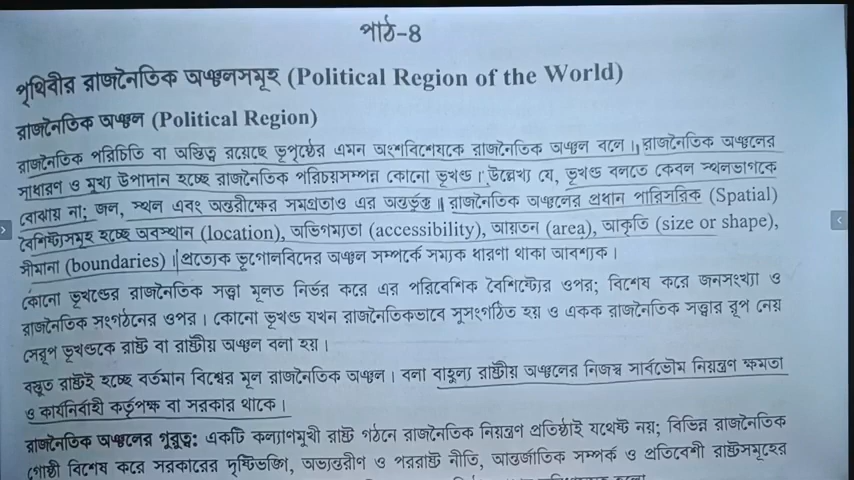 পাঠ-৪
পৃথিবীর রাজনৈতিক অঞ্চলসমূহ (Political Region of the World)
রাজনৈতিক অঞ্চল (Political Region)
রাজনৈতিক পরিচিতি বা অস্তিত্ব রয়েছে ভূপৃষ্ঠের এমন অংশবিশেষকে রাজনৈতিক অঞ্চল বলে। রাজনৈতিক অঞ্চলের
সাধারণ ও মুখ্য উপাদান হচ্ছে রাজনৈতিক পরিচয়সম্পন্ন কোনো ভূখণ্ড। উল্লেখ্য যে, ভূখণ্ড বলতে কেবল স্থলভাগকে
বোঝায় না; জল, স্থল এবং অন্তরীক্ষের সমগ্রতাও এর অন্তর্ভুক্ত। রাজনৈতিক অঞ্চলের প্রধান পারিসরিক (Spatial)
বৈশিষ্ট্যসমূহ হচ্ছে অবস্থান (location), অভিগম্যতা (accessibility), আয়তন (area), আকৃতি (size or shape),
সীমানা (boundaries)। প্রত্যেক ভূগোলবিদের অঞ্চল সম্পর্কে সম্যক ধারণা থাকা আবশ্যক।
কোনো ভূখণ্ডের রাজনৈতিক সত্ত্বা মূলত নির্ভর করে এর পরিবেশিক বৈশিষ্ট্যের ওপর; বিশেষ করে জনসংখ্যা ও
রাজনৈতিক সংগঠনের ওপর। কোনো ভূখণ্ড যখন রাজনৈতিকভাবে সুসংগঠিত হয় ও একক রাজনৈতিক সত্ত্বার রূপ নেয়
সেরূপ ভূখণ্ডকে রাষ্ট্র বা রাষ্ট্রীয় অঞ্চল বলা হয়।
বস্তুত রাষ্ট্রই হচ্ছে বর্তমান বিশ্বের মূল রাজনৈতিক অঞ্চল। বলা বাহুল্য রাষ্ট্রীয় অঞ্চলের নিজস্ব সার্বভৌম নিয়ন্ত্রণ ক্ষমতা
ও কার্যনির্বাহী কর্তৃপক্ষ বা সরকার থাকে।
রাজনৈতিক অঞ্চলের গুরুত্ব: একটি কল্যাণমুখী রাষ্ট্র গঠনে রাজনৈতিক নিয়ন্ত্রণ প্রতিষ্ঠাই যথেষ্ট নয়; বিভিন্ন রাজনৈতিক
গোষ্ঠী বিশেষ করে সরকারের দৃষ্টিভঙ্গি, অভ্যন্তরীণ ও পররাষ্ট্র নীতি, আন্তর্জাতিক সম্পর্ক ও প্রতিবেশী রাষ্ট্রসমূহের